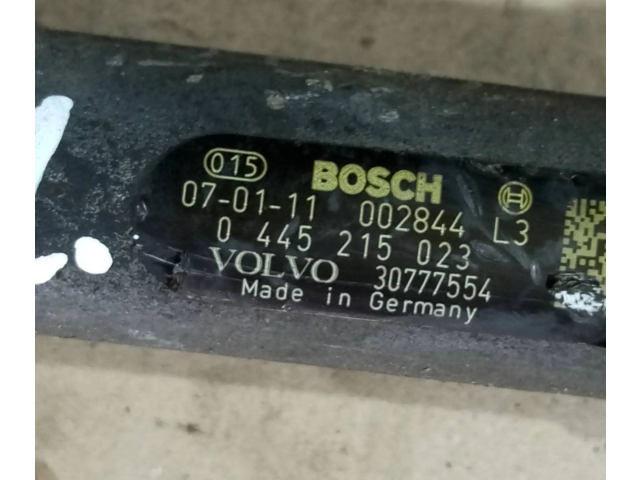 015 BOSCH
07-01-11 002844 L3
0 445 215 023
VOLVO 30777554
Made in Germany